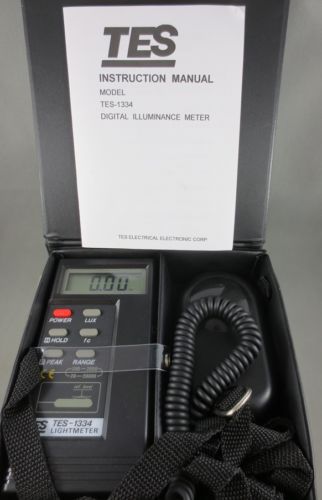 TES
INSTRUCTION MANUAL
MODEL
TES-1334
DIGITAL ILLUMINANCE METER
TES ELECTRICAL ELECTRONIC CORP
0.00
POWER LUX
HOLD fc
PEAK RANGE
TES TES-1334
LIGHTMETER